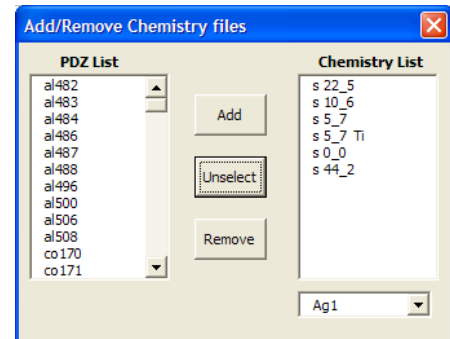 Add/Remove Chemistry files
PDZ List
al482
al483
al484
al486
al487
al488
al496
al500
al506
al508
co170
co171
Add
Unselect
Remove
Chemistry List
s 22_5
s 10_6
s 5_7
s 5_7 Ti
s 0_0
s 44_2
Ag1